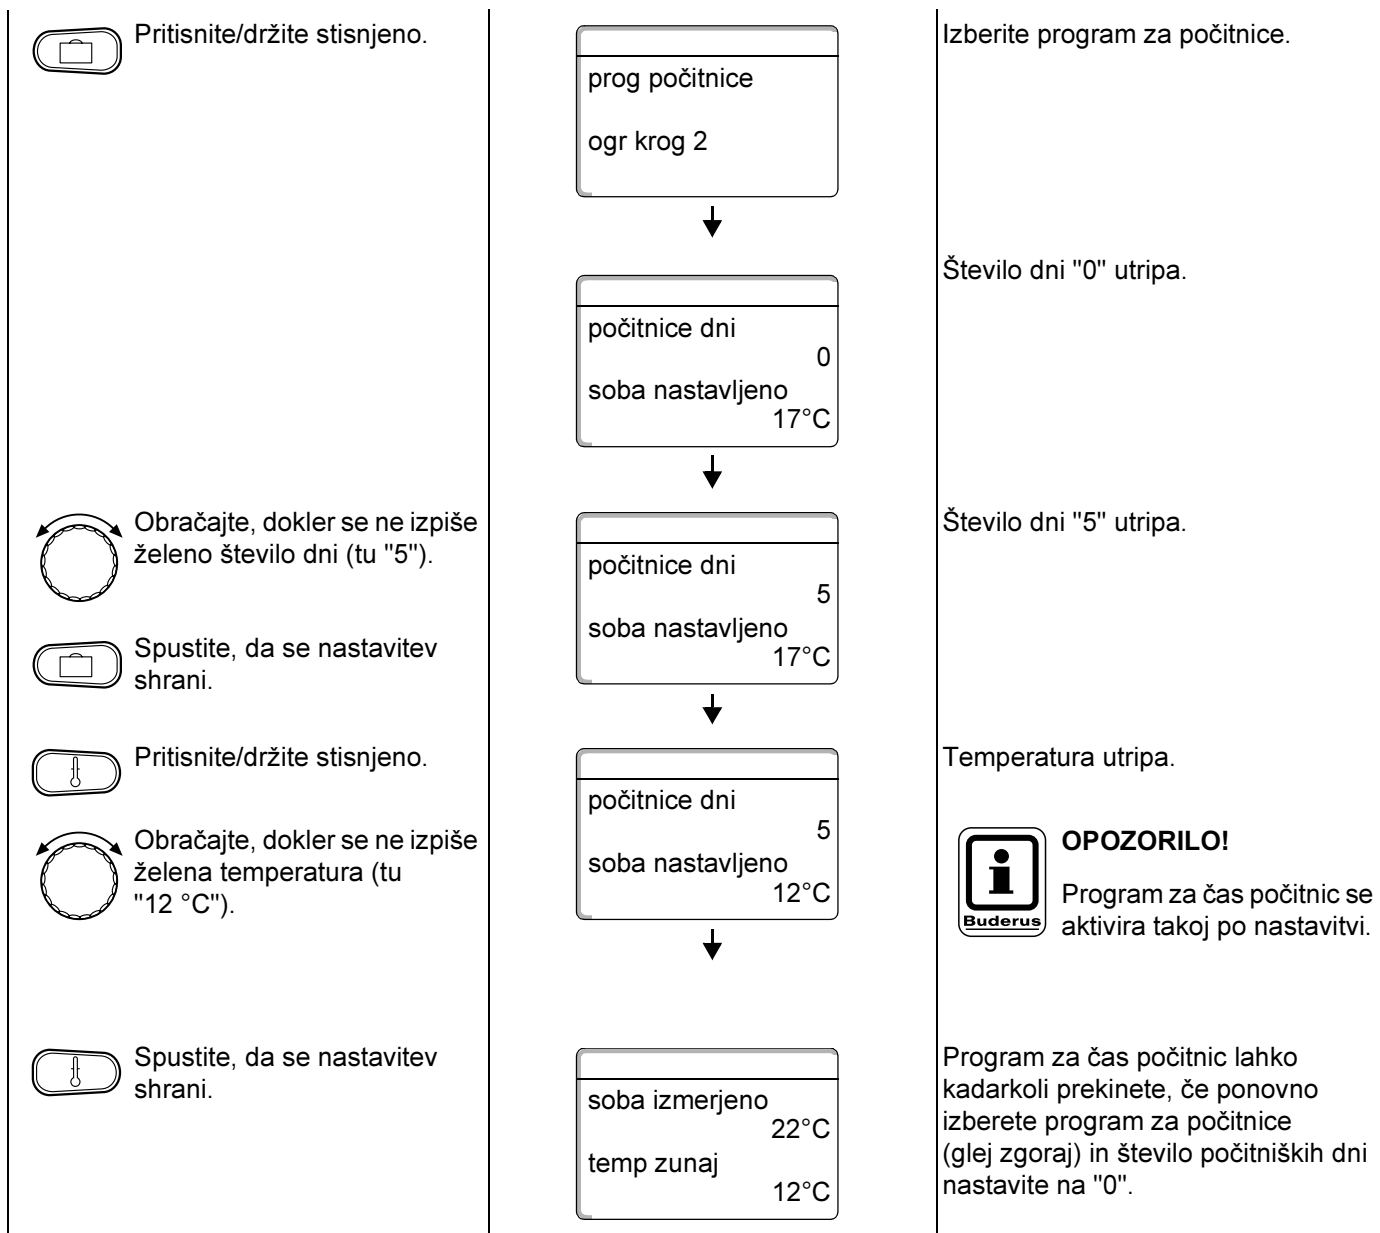 Pritisnite/držite stisnjeno.
prog počitnice
ogr krog 2
Izberite program za počitnice.
počitnice dni
0
soba nastavljeno
17°C
Število dni "0" utripa.
Obračajte, dokler se ne izpiše
želeno število dni (tu "5").
Spustite, da se nastavitev
shrani.
počitnice dni
5
soba nastavljeno
17°C
Število dni "5" utripa.
Pritisnite/držite stisnjeno.
Obračajte, dokler se ne izpiše
želena temperatura (tu
"12 °C").
počitnice dni
5
soba nastavljeno
12°C
Temperatura utripa.
OPOZORILO!
Program za čas počitnic se
aktivira takoj po nastavitvi.
Buderus
Spustite, da se nastavitev
shrani.
soba izmerjeno
22°C
temp zunaj
12°C
Program za čas počitnic lahko
kadarkoli prekinete, če ponovno
izberete program za počitnice
(glej zgoraj) in število počitniških dni
nastavite na "0".